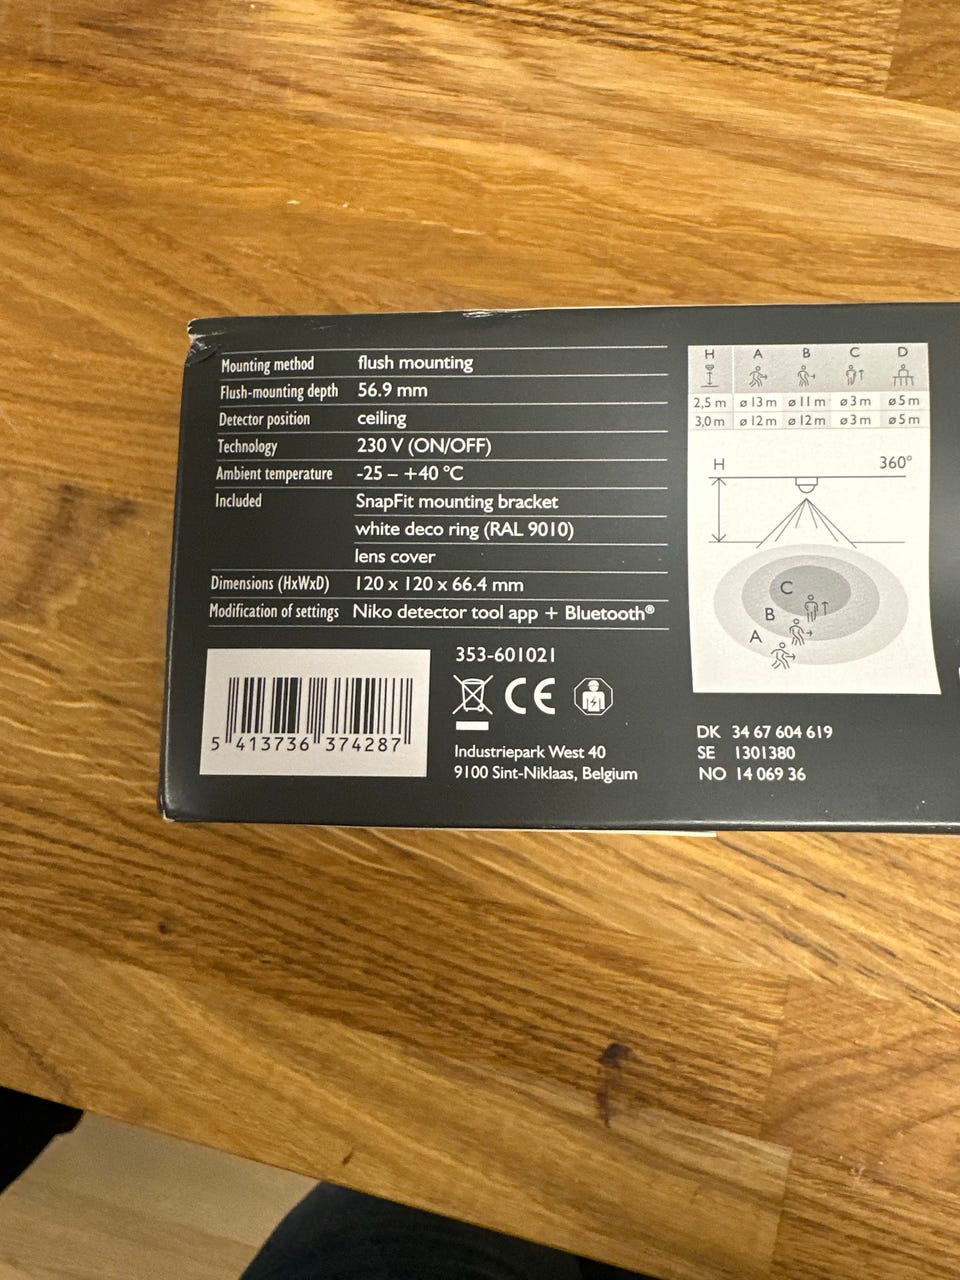 Mounting method flush mounting
Flush-mounting depth 56.9 mm
Detector position ceiling
Technology 230 V (ON/OFF)
Ambient temperature -25 – +40 °C
Included SnapFit mounting bracket
white deco ring (RAL 9010)
lens cover
Dimensions (HxWxD) 120 x 120 x 66.4 mm
Modification of settings Niko detector tool app + Bluetooth®
5 413736 374287
353-601021
CE
Industriepark West 40
9100 Sint-Niklaas, Belgium
H A B C D
2,5 m ø 13 m ø 11 m ø 3 m ø 5 m
3,0 m ø 12 m ø 12 m ø 3 m ø 5 m
H 360°
C
B
A
DK 34 67 604 619
SE 1301380
NO 14 069 36